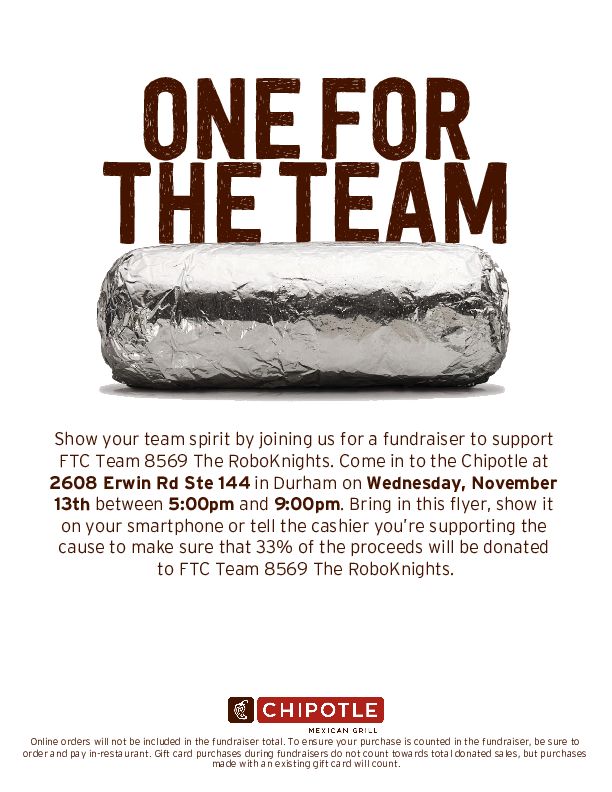 ONE FOR
THE TEAM
Show your team spirit by joining us for a fundraiser to support
FTC Team 8569 The RoboKnights. Come in to the Chipotle at
2608 Erwin Rd Ste 144 in Durham on Wednesday, November
13th between 5:00pm and 9:00pm. Bring in this flyer, show it
on your smartphone or tell the cashier you're supporting the
cause to make sure that 33% of the proceeds will be donated
to FTC Team 8569 The RoboKnights.
CHIPOTLE
MEXICAN GRILL
Online orders will not be included in the fundraiser total. To ensure your purchase is counted in the fundraiser, be sure to
order and pay in-restaurant. Gift card purchases during fundraisers do not count towards total donated sales, but purchases
made with an existing gift card will count.